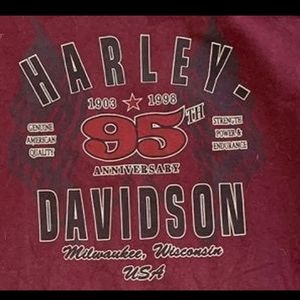 HARLEY-
1903 ★ 1998
GENUINE
AMERICAN
QUALITY
95TH
STRENGTH
POWER &
ENDURANCE
ANNIVERSARY
DAVIDSON
Milwaukee, Wisconsin
USA